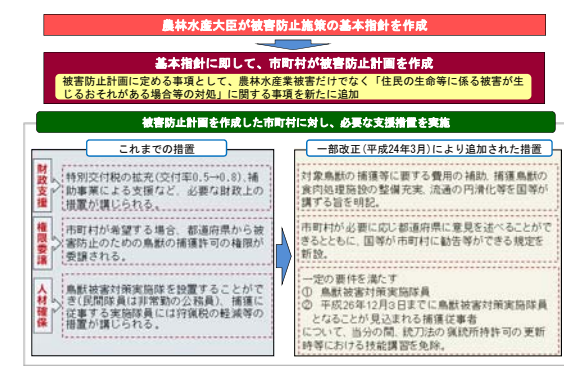 農林水産大臣が被害防止施策の基本指針を作成
基本指針に即して、市町村が被害防止計画を作成
被害防止計画に定める事項として、農林水産業被害だけでなく「住民の生命等に係る被害が生
じるおそれがある場合等の対処」に関する事項を新たに追加
被害防止計画を作成した市町村に対し、必要な支援措置を実施
これまでの措置
財政支援
特別交付税の拡充(交付率0.5→0.8)、補
助事業による支援など、必要な財政上の
措置が講じられる。
権限委譲
市町村が希望する場合、都道府県から被
害防止のための鳥獣の捕獲許可の権限が
委譲される。
人材確保
鳥獣被害対策実施隊を設置することがで
き(民間隊員は非常勤の公務員)、捕獲に
従事する実施隊員には狩猟税の軽減等の
措置が講じられる。
一部改正(平成24年3月)により追加された措置
対象鳥獣の捕獲等に要する費用の補助、捕獲鳥獣の
食肉処理施設の整備充実、流通の円滑化等を国等が
講ずる旨を明記。
市町村が必要に応じ都道府県に意見を述べることがで
きるとともに、国等が市町村に勧告等ができる規定を
新設。
一定の要件を満たす
① 鳥獣被害対策実施隊員
② 平成26年12月3日までに鳥獣被害対策実施隊員
となることが見込まれる捕獲従事者
について、当分の間、銃刀法の猟銃所持許可の更新
時等における技能講習を免除。